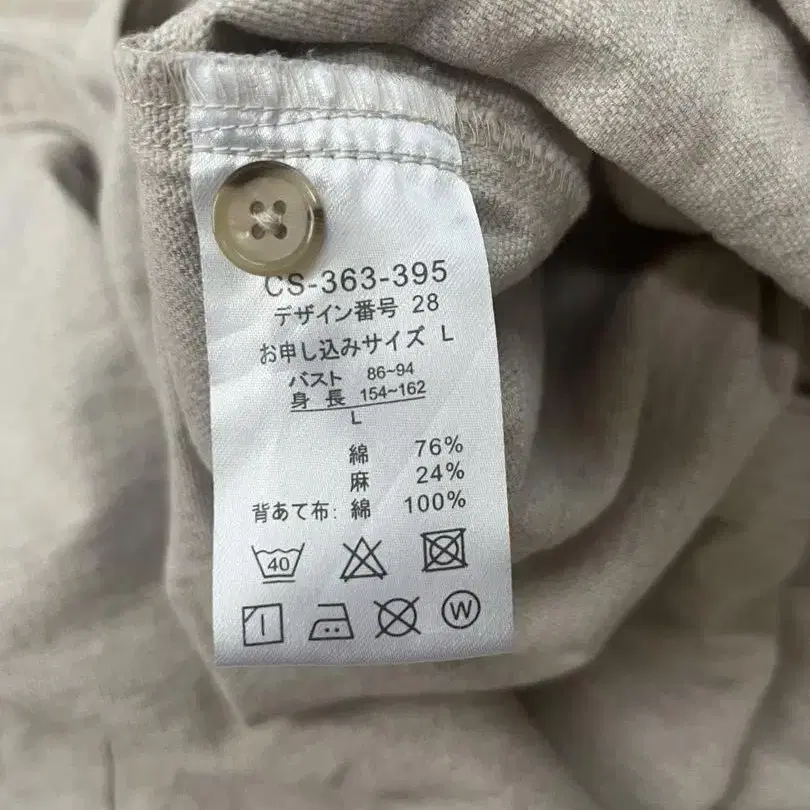 CS-363-395
デザイン番号 28
お申し込みサイズ L
バスト 86~94
身 長 154~162
L
綿 76%
麻 24%
背あて布: 綿 100%
40
W